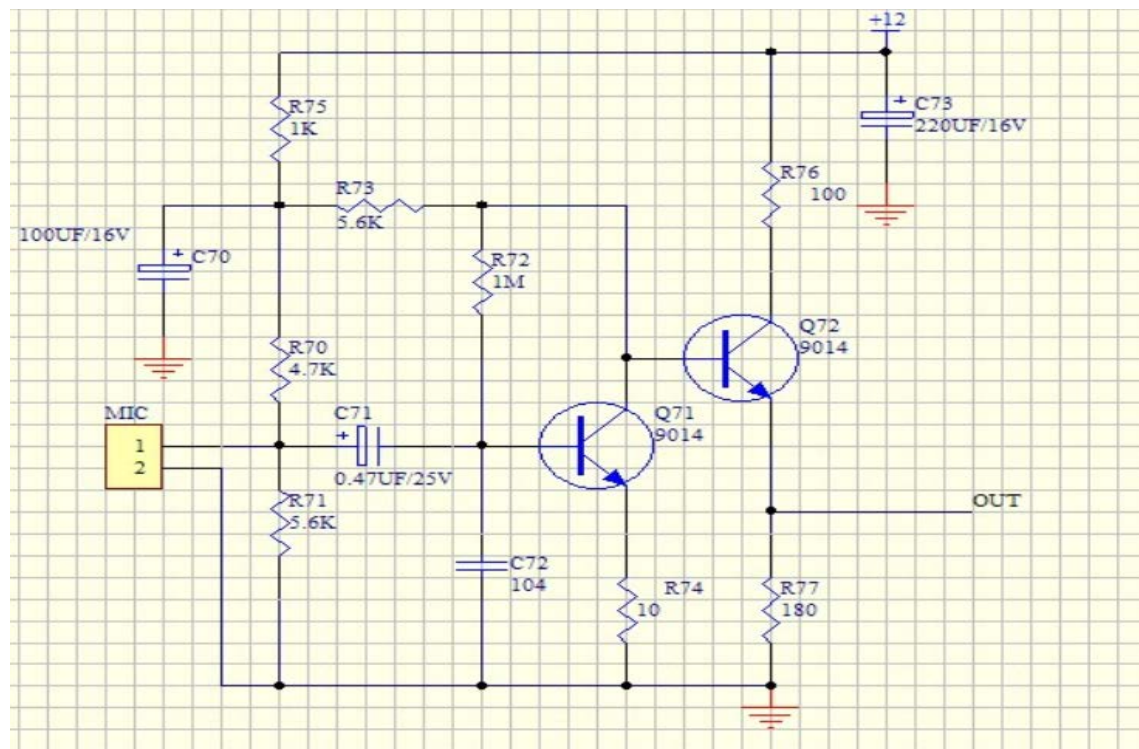 +12
R75
1K
C73
220UF/16V
R73
5.6K
R76
100
100UF/16V
C70
R72
1M
Q72
9014
R70
4.7K
MIC
1
2
C71
0.47UF/25V
Q71
9014
R71
5.6K
OUT
C72
104
R74
10
R77
180
+
+
+